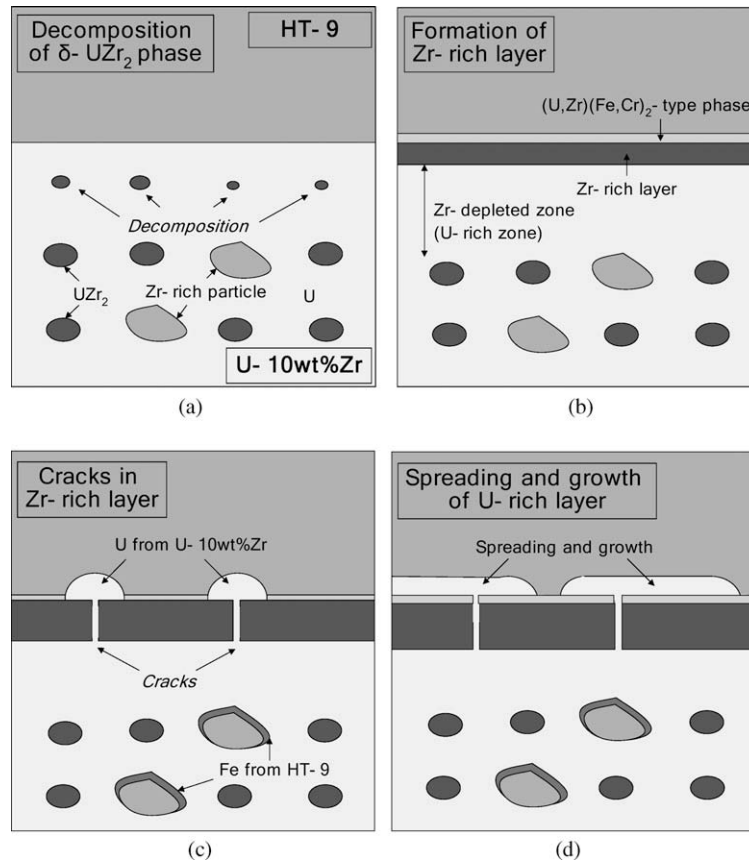 Decomposition
of δ- UZr₂ phase
HT- 9
Decomposition
UZr₂
Zr- rich particle
U
U- 10wt%Zr
(a)
Formation of
Zr- rich layer
(U,Zr)(Fe,Cr)₂- type phase
Zr- rich layer
Zr- depleted zone
(U- rich zone)
(b)
Cracks in
Zr- rich layer
U from U- 10wt%Zr
Cracks
Fe from HT- 9
(c)
Spreading and growth
of U- rich layer
Spreading and growth
(d)